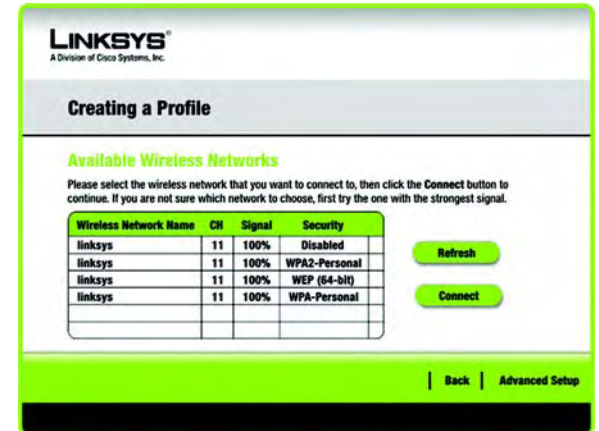 LINKSYS®
A Division of Cisco Systems, Inc.
Creating a Profile
Available Wireless Networks
Please select the wireless network that you want to connect to, then click the Connect button to
continue. If you are not sure which network to choose, first try the one with the strongest signal.
Wireless Network Name CH Signal Security
linksys 11 100% Disabled
linksys 11 100% WPA2-Personal
linksys 11 100% WEP (64-bit)
linksys 11 100% WPA-Personal
Refresh
Connect
Back Advanced Setup